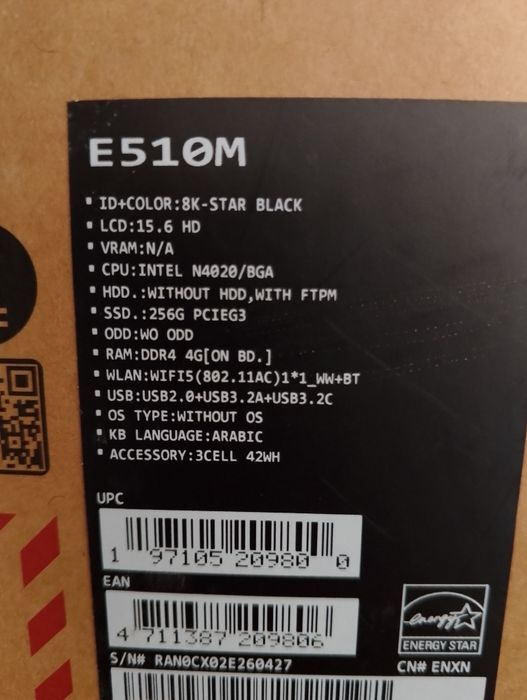 E510M
ID+COLOR:8K-STAR BLACK
LCD:15.6 HD
VRAM:N/A
CPU:INTEL N4020/BGA
HDD.:WITHOUT HDD,WITH FTPM
SSD.:256G PCIEG3
ODD:WO ODD
RAM:DDR4 4G[ON BD.]
WLAN:WIFI5(802.11AC)1*1_WW+BT
USB:USB2.0+USB3.2A+USB3.2C
OS TYPE:WITHOUT OS
KB LANGUAGE:ARABIC
ACCESSORY:3CELL 42WH
UPC
1 97105 20980 0
EAN
4 711387 209806
energy
ENERGY STAR
S/N# RAN0CX02E260427
CN# ENXN